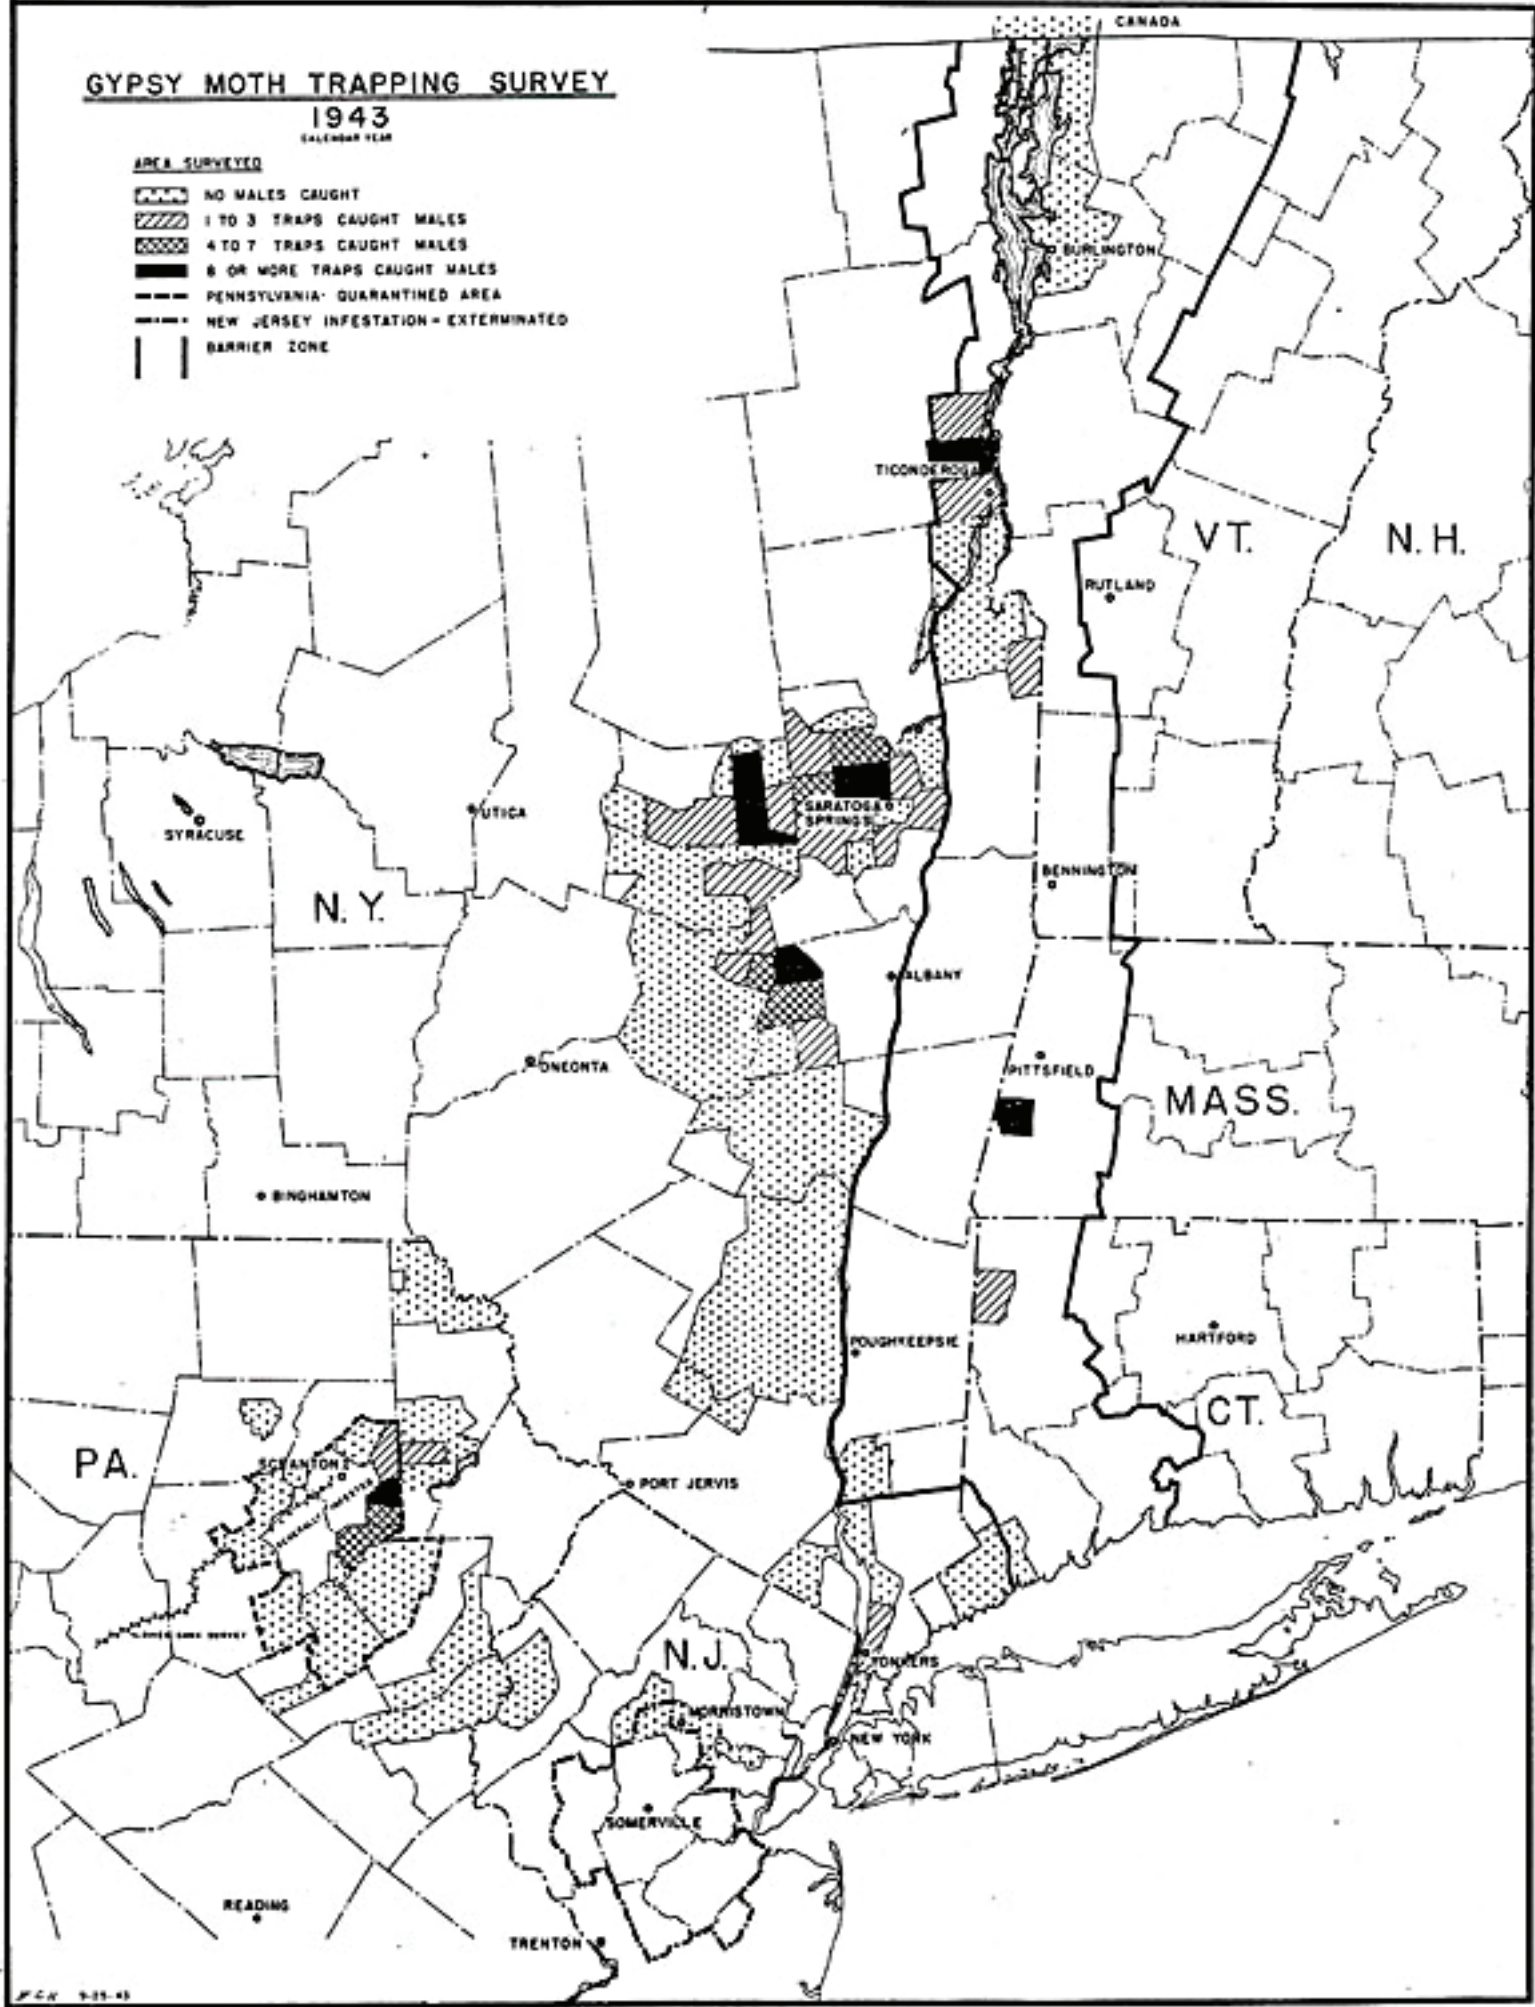 CANADA
GYPSY MOTH TRAPPING SURVEY
1943
CALENDAR YEAR
AREA SURVEYED
NO MALES CAUGHT
1 TO 3 TRAPS CAUGHT MALES
4 TO 7 TRAPS CAUGHT MALES
8 OR MORE TRAPS CAUGHT MALES
PENNSYLVANIA- QUARANTINED AREA
NEW JERSEY INFESTATION - EXTERMINATED
BARRIER ZONE
BURLINGTON
TICONDEROGA
VT.
N.H.
RUTLAND
SARATOGA
SPRINGS
UTICA
SYRACUSE
BENNINGTON
N.Y.
ALBANY
ONEONTA
PITTSFIELD
MASS.
BINGHAMTON
POUGHKEEPSIE
HARTFORD
CT.
PA.
SCRANTON
PORT JERVIS
N.J.
YONKERS
MORRISTOWN
NEW YORK
SOMERVILLE
READING
TRENTON